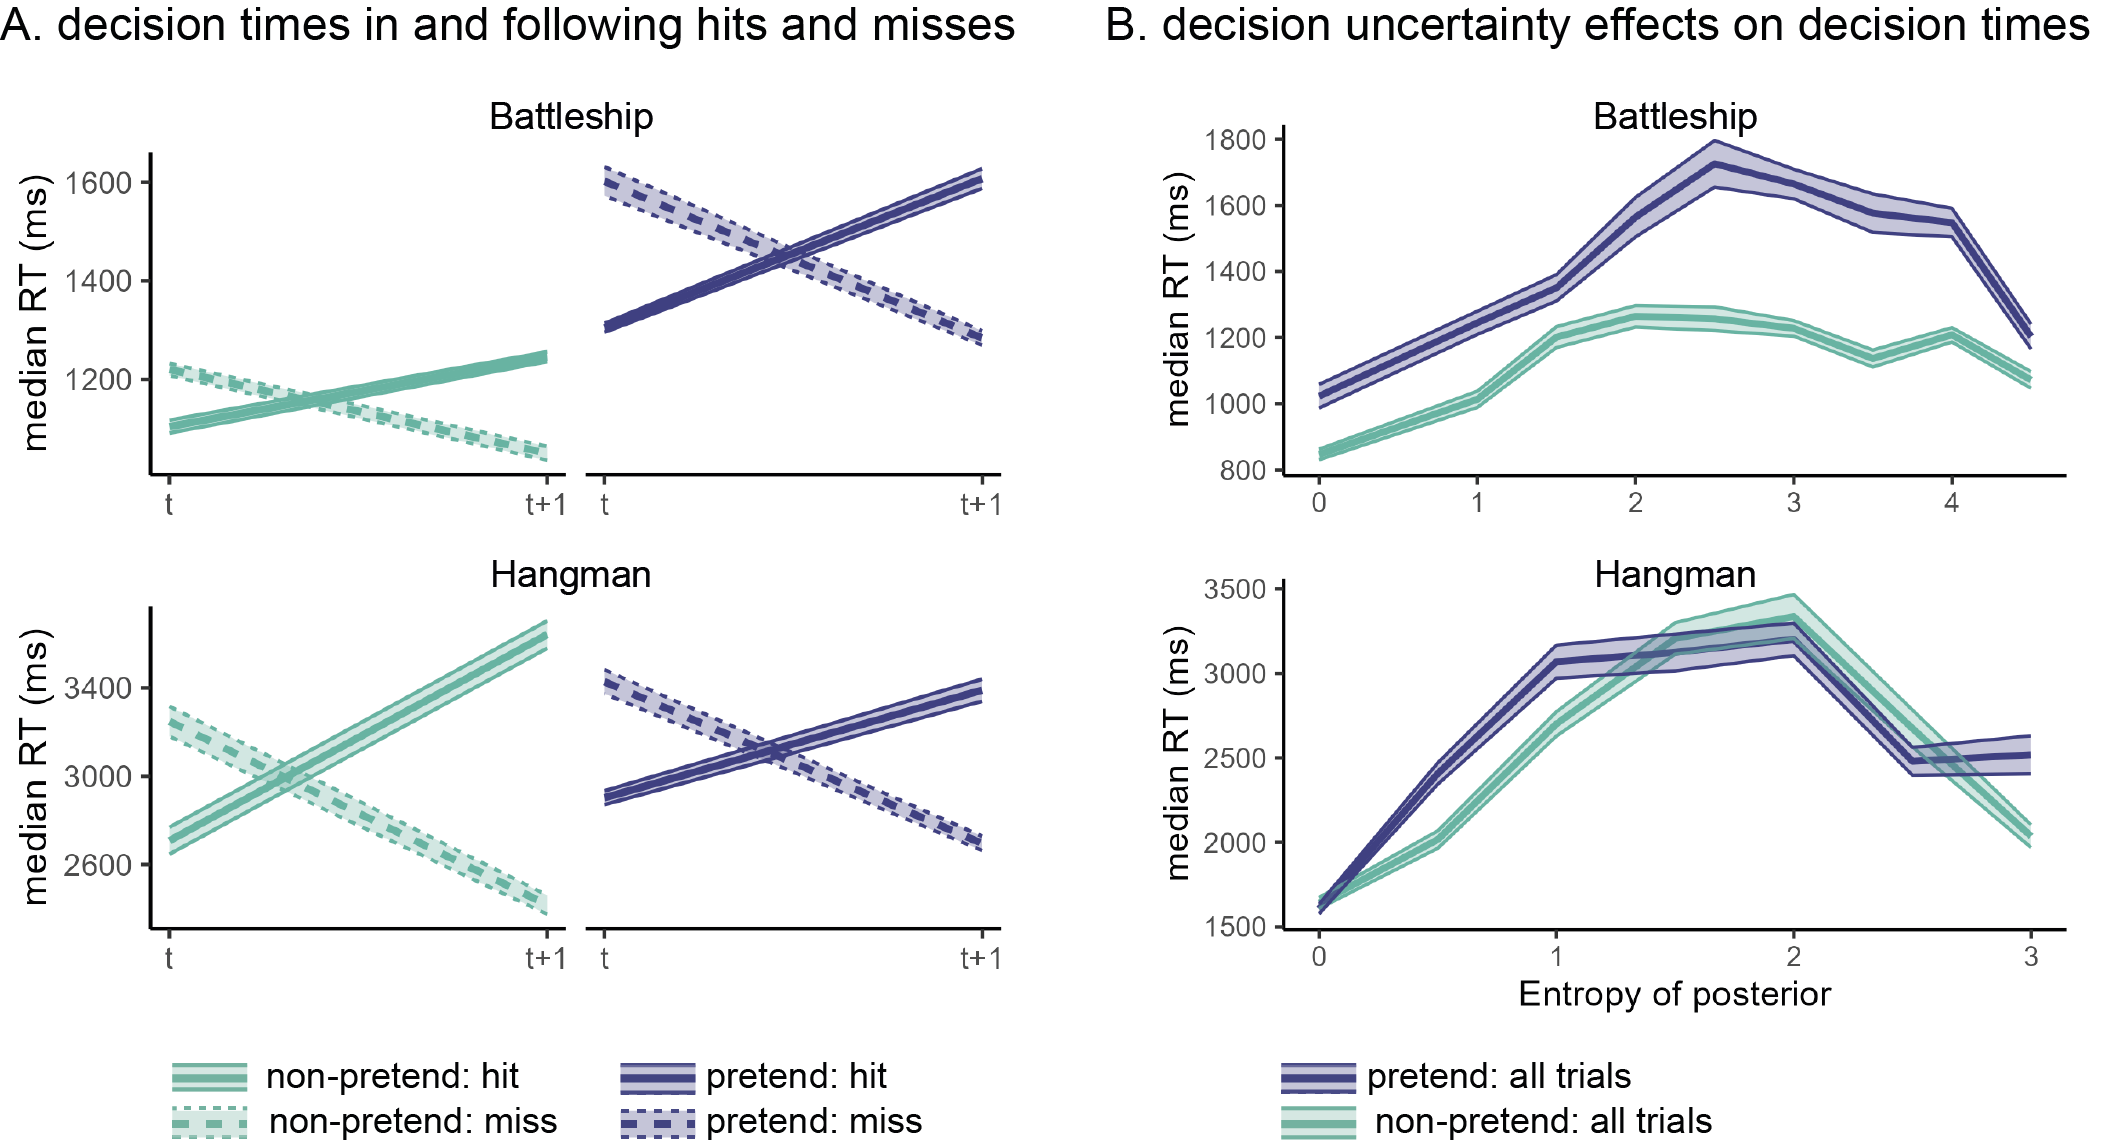 A. decision times in and following hits and misses
Battleship
median RT (ms)
1600
1400
1200
t
t+1
t
t+1
Hangman
median RT (ms)
3400
3000
2600
t
t+1
t
t+1
non-pretend: hit
non-pretend: miss
pretend: hit
pretend: miss
B. decision uncertainty effects on decision times
Battleship
median RT (ms)
1800
1600
1400
1200
1000
800
0
1
2
3
4
Hangman
median RT (ms)
3500
3000
2500
2000
1500
0
1
2
3
Entropy of posterior
pretend: all trials
non-pretend: all trials